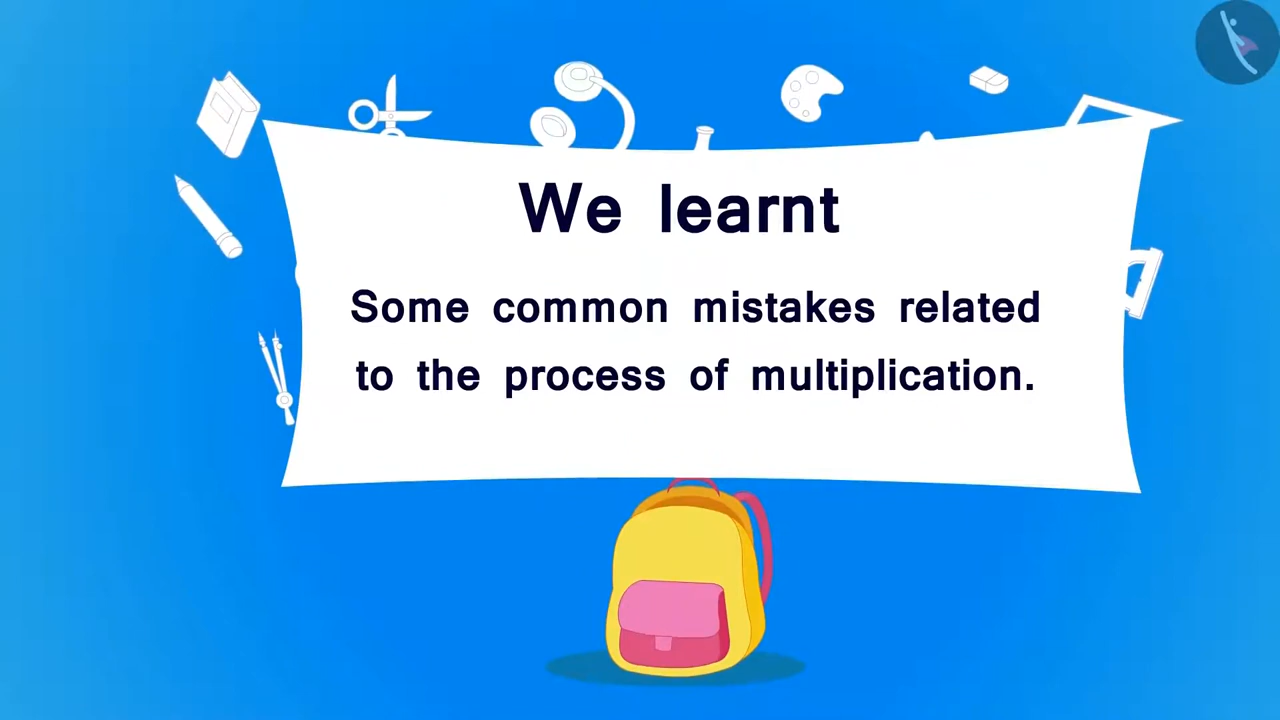 We learnt
Some common mistakes related
to the process of multiplication.